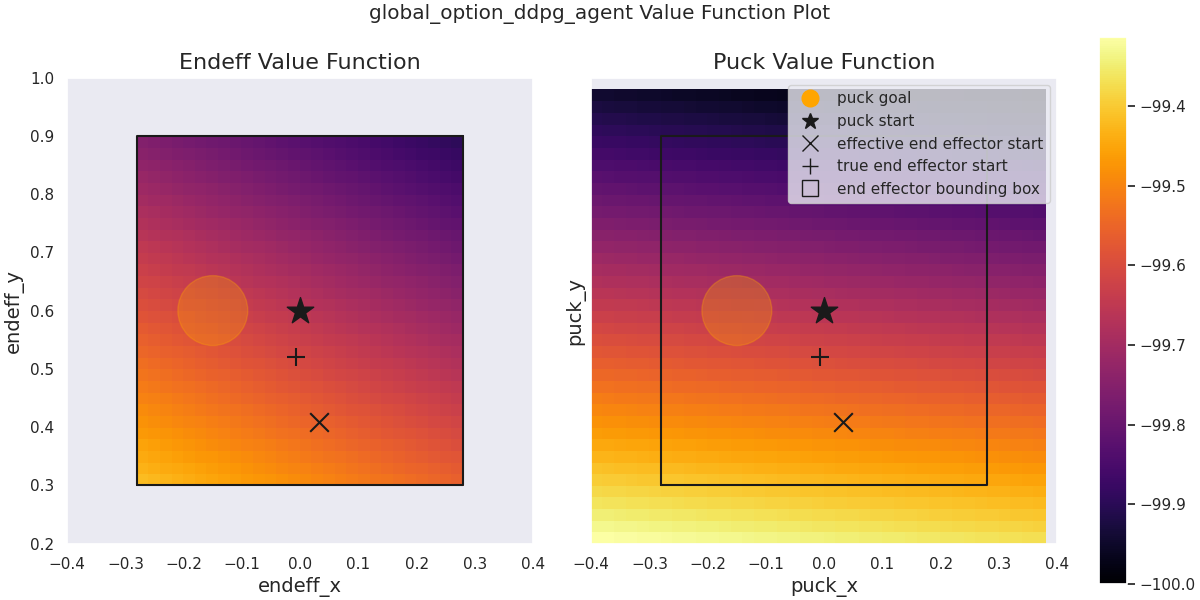 global_option_ddpg_agent Value Function Plot
Endeff Value Function
1.0
0.9
0.8
0.7
0.6
0.5
0.4
0.3
0.2
endeff_y
−0.4 −0.3 −0.2 −0.1 0.0 0.1 0.2 0.3 0.4
endeff_x
Puck Value Function
puck goal
puck start
effective end effector start
true end effector start
end effector bounding box
puck_y
−0.4 −0.3 −0.2 −0.1 0.0 0.1 0.2 0.3 0.4
puck_x
−99.4
−99.5
−99.6
−99.7
−99.8
−99.9
−100.0